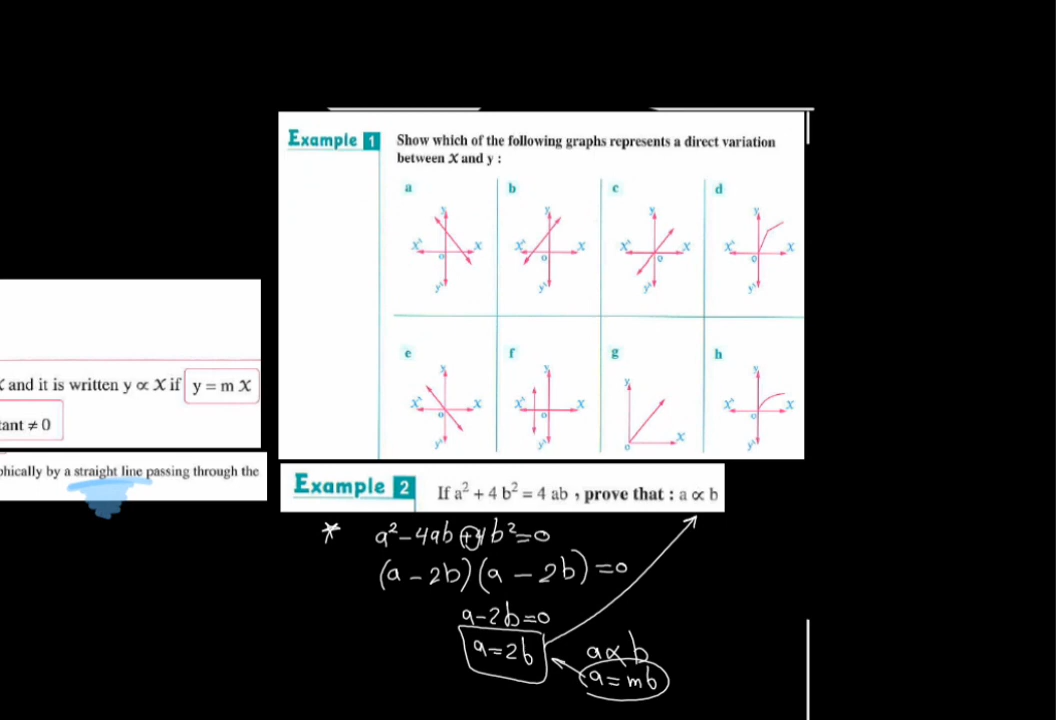 Example 1 Show which of the following graphs represents a direct variation
between X and y :
a b c d
y y y y
x' x x' x x' x x' x
o o o o
y' y' y' y'
e f g h
y y y y
x' x x' x x x' x
o o o o
y' y' y'
and it is written y ∝ X if y = m X
tant ≠ 0
phically by a straight line passing through the
Example 2 If a² + 4 b² = 4 ab , prove that : a ∝ b
* a² - 4ab + 4b² = 0
(a - 2b) (a - 2b) = 0
a - 2b = 0
a = 2b
a ∝ b
a = mb